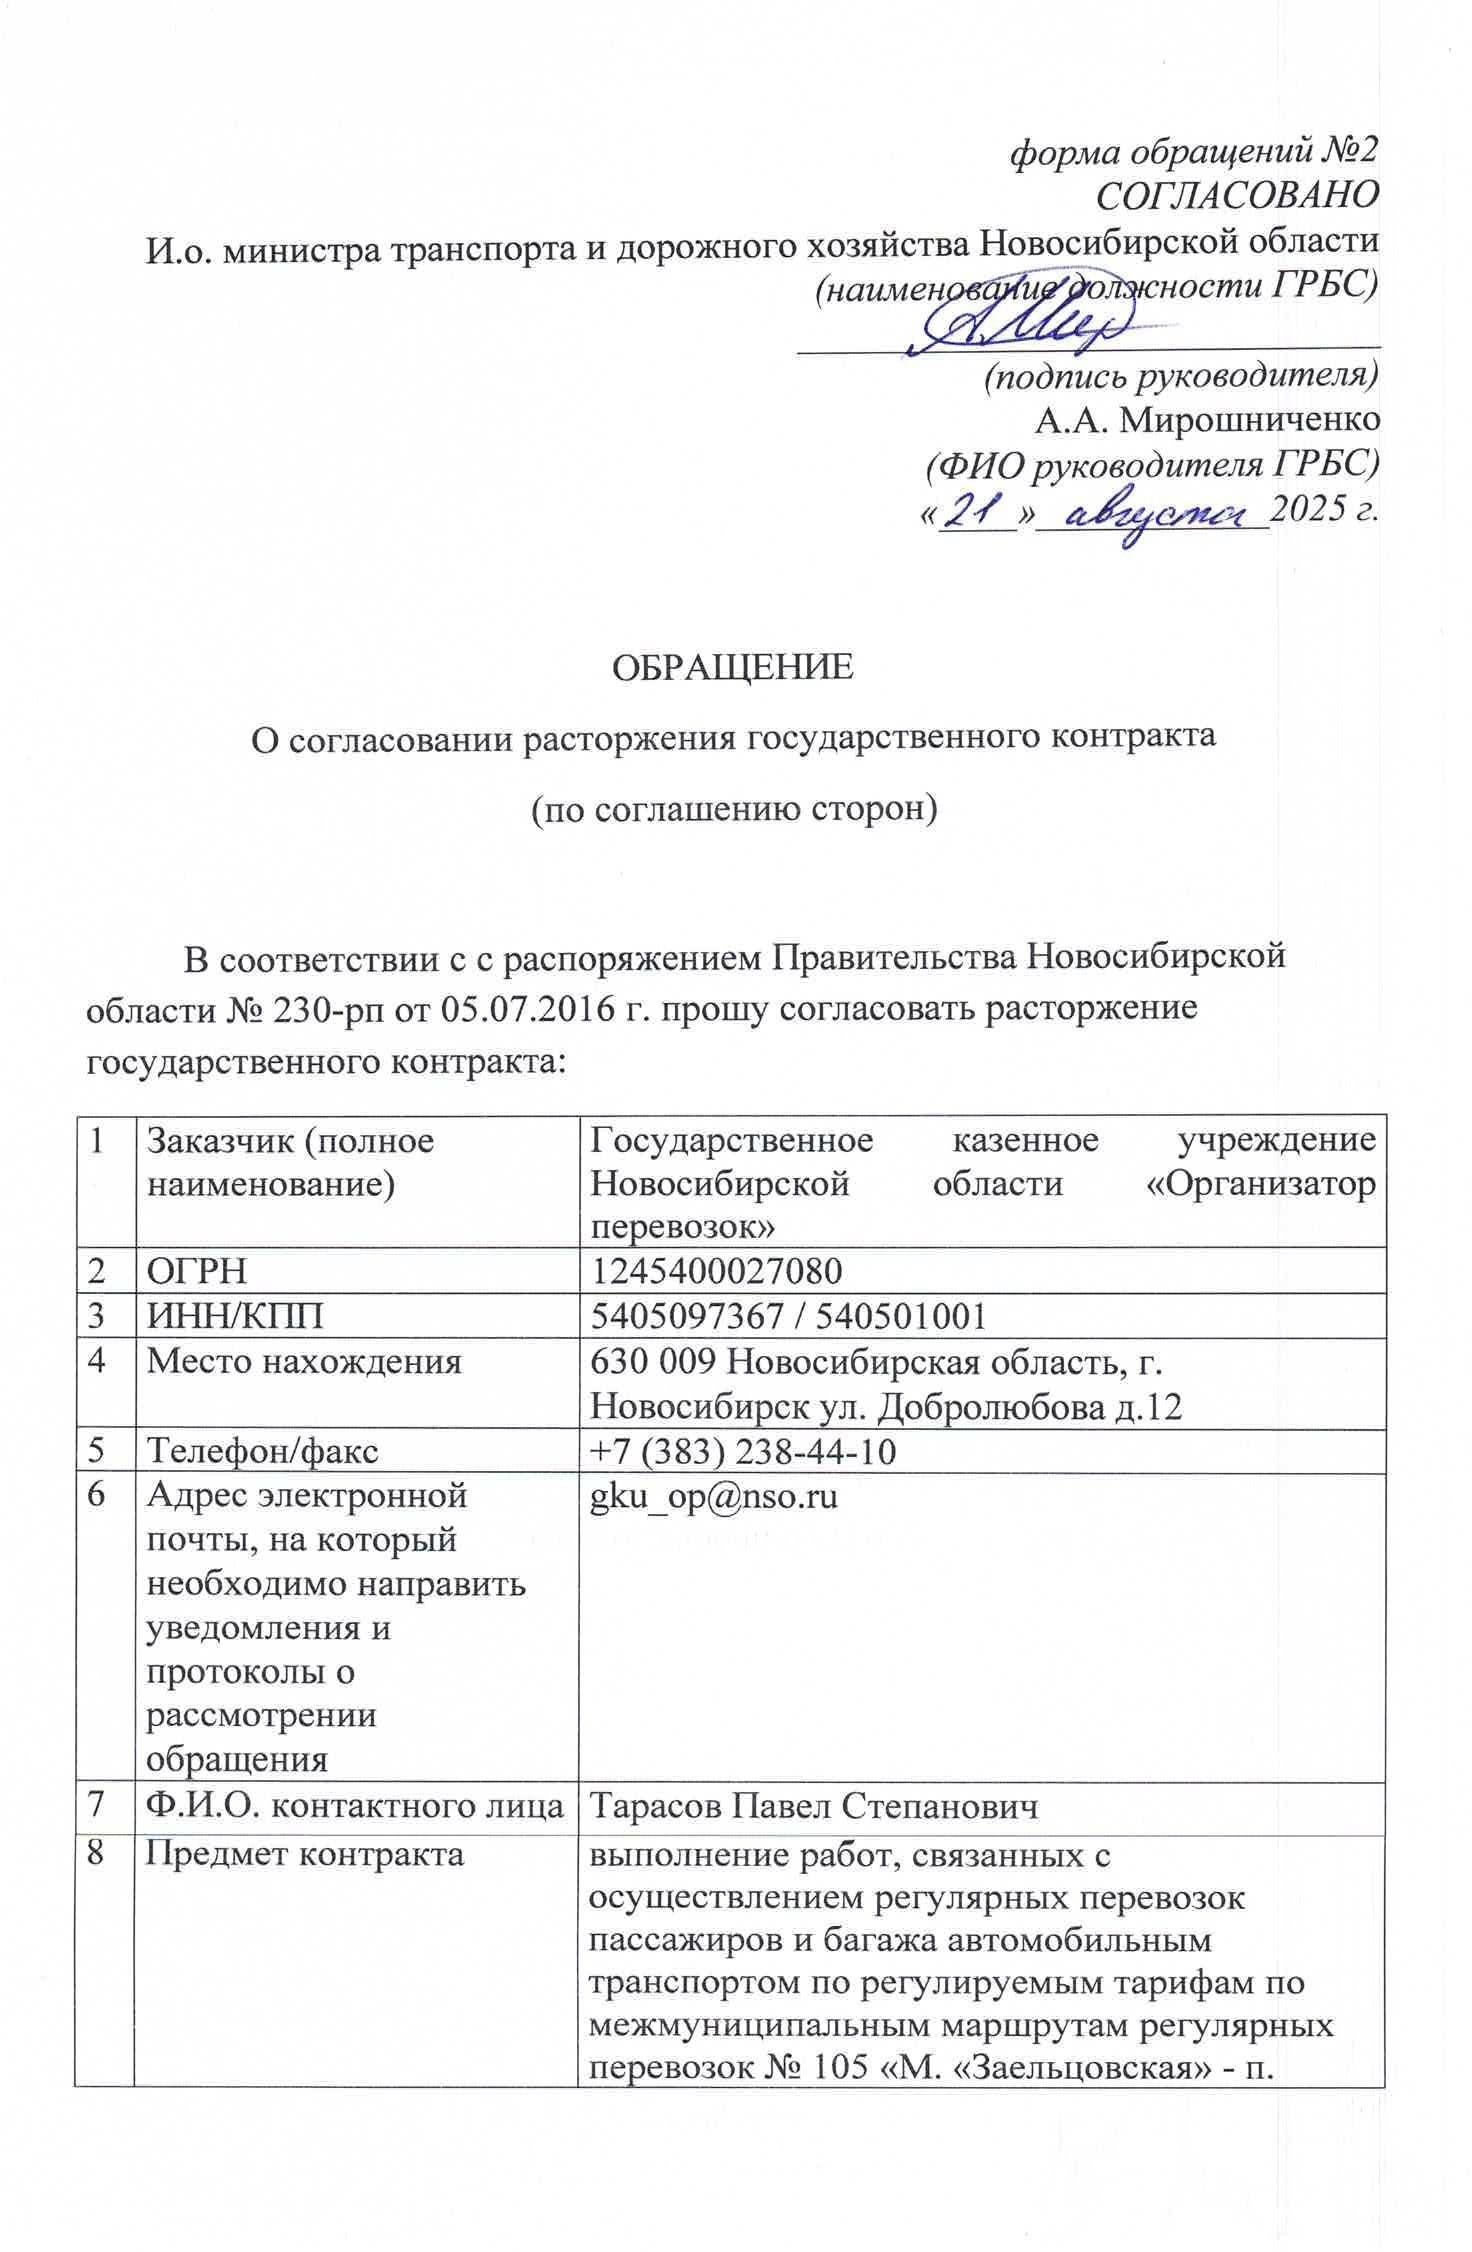 форма обращений №2
СОГЛАСОВАНО
И.о. министра транспорта и дорожного хозяйства Новосибирской области
(наименование должности ГРБС)
(подпись руководителя)
А.А. Мирошниченко
(ФИО руководителя ГРБС)
«21» августа 2025 г.
ОБРАЩЕНИЕ
О согласовании расторжения государственного контракта
(по соглашению сторон)
В соответствии с с распоряжением Правительства Новосибирской
области № 230-рп от 05.07.2016 г. прошу согласовать расторжение
государственного контракта:
1 Заказчик (полное наименование) Государственное казенное учреждение
Новосибирской области «Организатор
перевозок»
2 ОГРН 1245400027080
3 ИНН/КПП 5405097367 / 540501001
4 Место нахождения 630 009 Новосибирская область, г.
Новосибирск ул. Добролюбова д.12
5 Телефон/факс +7 (383) 238-44-10
6 Адрес электронной gku_op@nso.ru
почты, на который
необходимо направить
уведомления и
протоколы о
рассмотрении
обращения
7 Ф.И.О. контактного лица Тарасов Павел Степанович
8 Предмет контракта выполнение работ, связанных с
осуществлением регулярных перевозок
пассажиров и багажа автомобильным
транспортом по регулируемым тарифам по
межмуниципальным маршрутам регулярных
перевозок № 105 «М. «Заельцовская» - п.